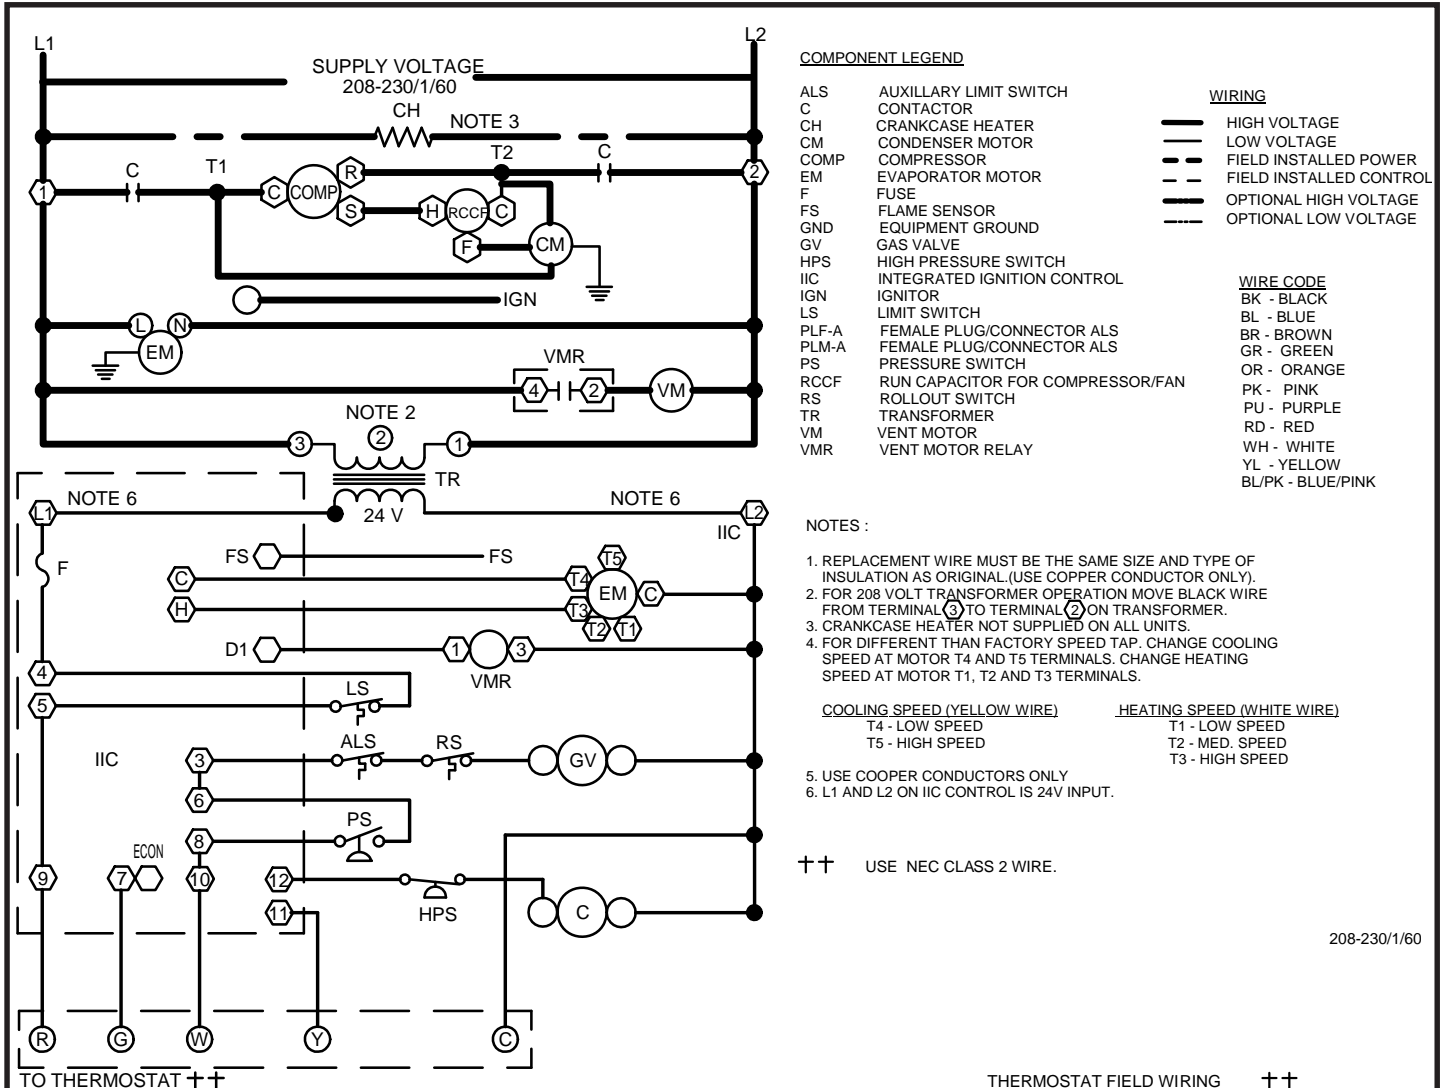 L1
L2
SUPPLY VOLTAGE
208-230/1/60
CH
NOTE 3
C
T1
T2
C
1
2
C
COMP
R
S
H
RCCF
C
F
CM
IGN
L
N
EM
VMR
4
2
VM
NOTE 2
3
2
1
TR
NOTE 6
NOTE 6
L1
24 V
L2
IIC
F
FS
FS
T5
C
T4
EM
C
H
T3
T2
T1
D1
1
3
VMR
4
5
LS
IIC
3
ALS
RS
GV
6
PS
8
ECON
9
7
10
12
HPS
C
11
R
G
W
Y
C
TO THERMOSTAT ††
COMPONENT LEGEND
ALS AUXILLARY LIMIT SWITCH
C CONTACTOR
CH CRANKCASE HEATER
CM CONDENSER MOTOR
COMP COMPRESSOR
EM EVAPORATOR MOTOR
F FUSE
FS FLAME SENSOR
GND EQUIPMENT GROUND
GV GAS VALVE
HPS HIGH PRESSURE SWITCH
IIC INTEGRATED IGNITION CONTROL
IGN IGNITOR
LS LIMIT SWITCH
PLF-A FEMALE PLUG/CONNECTOR ALS
PLM-A FEMALE PLUG/CONNECTOR ALS
PS PRESSURE SWITCH
RCCF RUN CAPACITOR FOR COMPRESSOR/FAN
RS ROLLOUT SWITCH
TR TRANSFORMER
VM VENT MOTOR
VMR VENT MOTOR RELAY
WIRING
HIGH VOLTAGE
LOW VOLTAGE
FIELD INSTALLED POWER
FIELD INSTALLED CONTROL
OPTIONAL HIGH VOLTAGE
OPTIONAL LOW VOLTAGE
WIRE CODE
BK - BLACK
BL - BLUE
BR - BROWN
GR - GREEN
OR - ORANGE
PK - PINK
PU - PURPLE
RD - RED
WH - WHITE
YL - YELLOW
BL/PK - BLUE/PINK
NOTES :
1. REPLACEMENT WIRE MUST BE THE SAME SIZE AND TYPE OF
INSULATION AS ORIGINAL.(USE COPPER CONDUCTOR ONLY).
2. FOR 208 VOLT TRANSFORMER OPERATION MOVE BLACK WIRE
FROM TERMINAL 3 TO TERMINAL 2 ON TRANSFORMER.
3. CRANKCASE HEATER NOT SUPPLIED ON ALL UNITS.
4. FOR DIFFERENT THAN FACTORY SPEED TAP. CHANGE COOLING
SPEED AT MOTOR T4 AND T5 TERMINALS. CHANGE HEATING
SPEED AT MOTOR T1, T2 AND T3 TERMINALS.
COOLING SPEED (YELLOW WIRE)
T4 - LOW SPEED
T5 - HIGH SPEED
HEATING SPEED (WHITE WIRE)
T1 - LOW SPEED
T2 - MED. SPEED
T3 - HIGH SPEED
5. USE COOPER CONDUCTORS ONLY
6. L1 AND L2 ON IIC CONTROL IS 24V INPUT.
†† USE NEC CLASS 2 WIRE.
208-230/1/60
THERMOSTAT FIELD WIRING ††